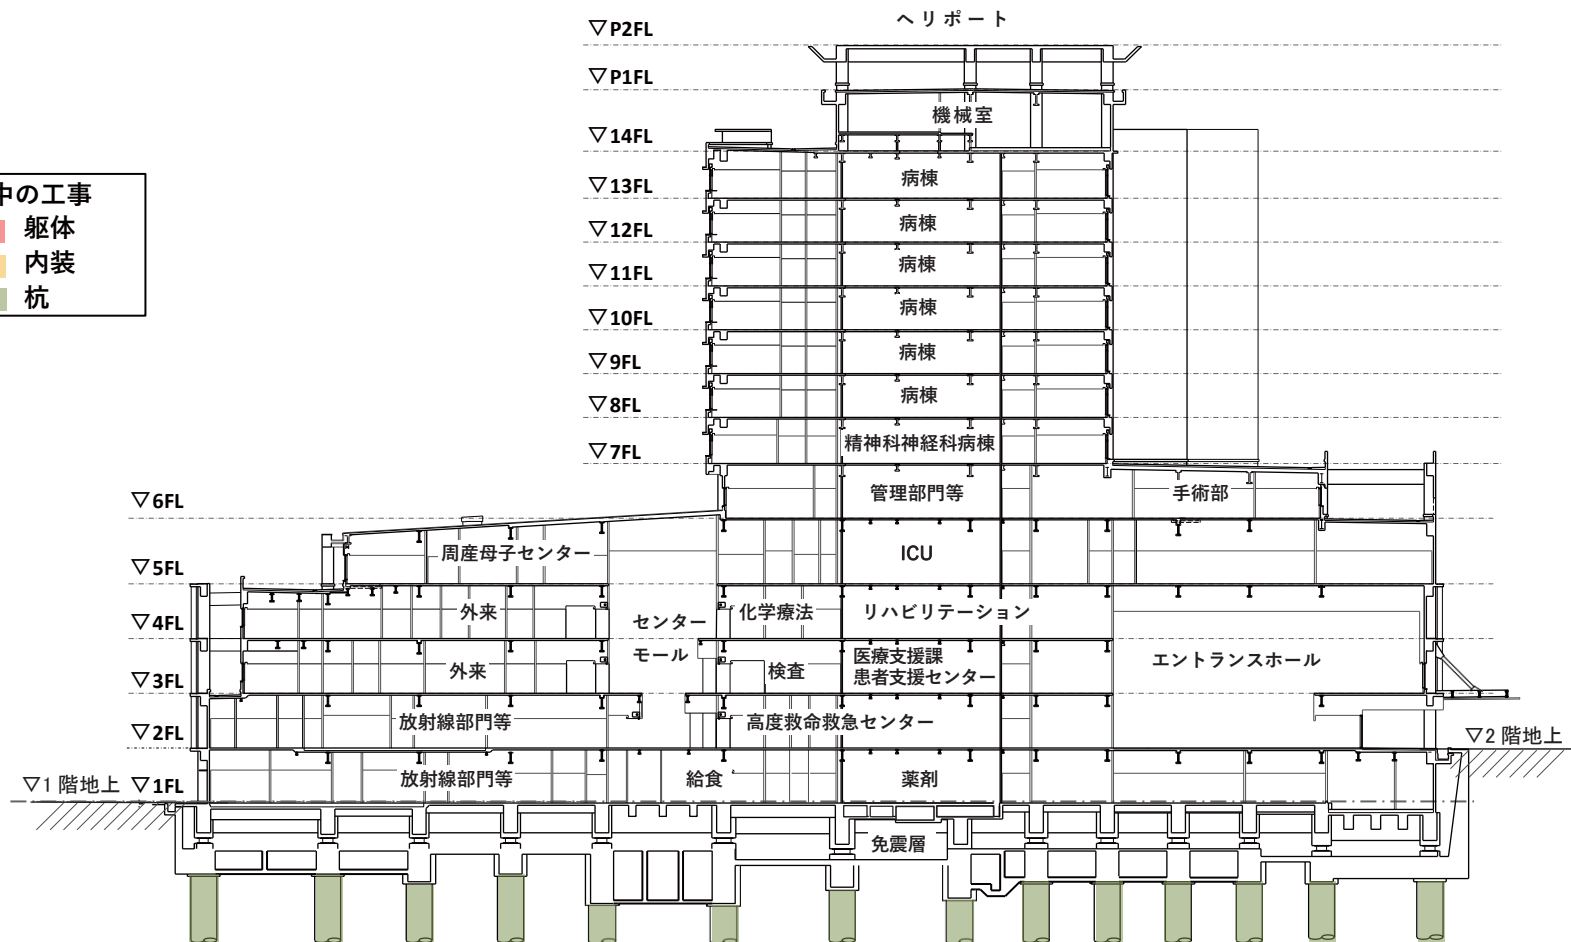 ヘリポート
▽P2FL
▽P1FL
機械室
▽14FL
中の工事
躯体
内装
杭
病棟
▽13FL
病棟
▽12FL
病棟
▽11FL
病棟
▽10FL
病棟
▽9FL
病棟
▽8FL
精神科神経科病棟
▽7FL
管理部門等
手術部
▽6FL
周産母子センター
ICU
▽5FL
外来
センター
モール
化学療法
リハビリテーション
▽4FL
外来
検査
医療支援課
患者支援センター
エントランスホール
▽3FL
放射線部門等
高度救命救急センター
▽2FL
▽2階地上
放射線部門等
給食
薬剤
▽1階地上
▽1FL
免震層